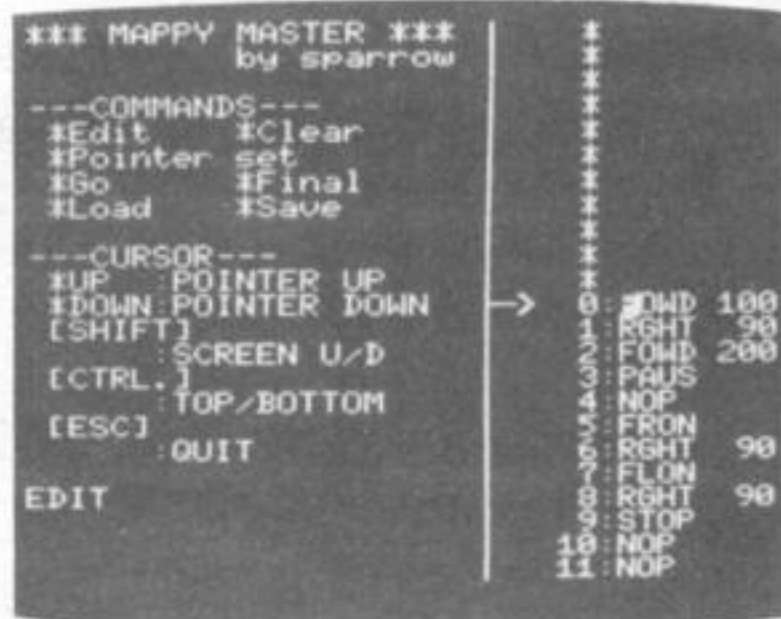 *** MAPPY MASTER ***
by sparrow
---COMMANDS---
*Edit *Clear
*Pointer set
*Go *Final
*Load *Save
---CURSOR---
*UP :POINTER UP
*DOWN:POINTER DOWN
[SHIFT]
:SCREEN U/D
[CTRL.]
:TOP/BOTTOM
[ESC]
:QUIT
EDIT
*
*
*
*
*
*
*
*
*
*
*
—> 0:FOWD 100
1:RGHT 90
2:FOWD 200
3:PAUS
4:NOP
5:FRON
6:RGHT 90
7:FLON
8:RGHT 90
9:STOP
10:NOP
11:NOP